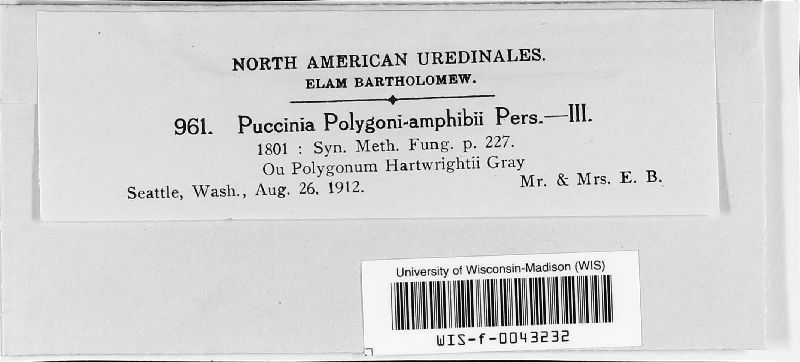 NORTH AMERICAN UREDINALES.
ELAM BARTHOLOMEW.
961. Puccinia Polygoni-amphibii Pers.—III.
1801 : Syn. Meth. Fung. p. 227.
Ou Polygonum Hartwrightii Gray
Seattle, Wash., Aug. 26, 1912. Mr. & Mrs. E. B.
University of Wisconsin-Madison (WIS)
WIS-f-0043232